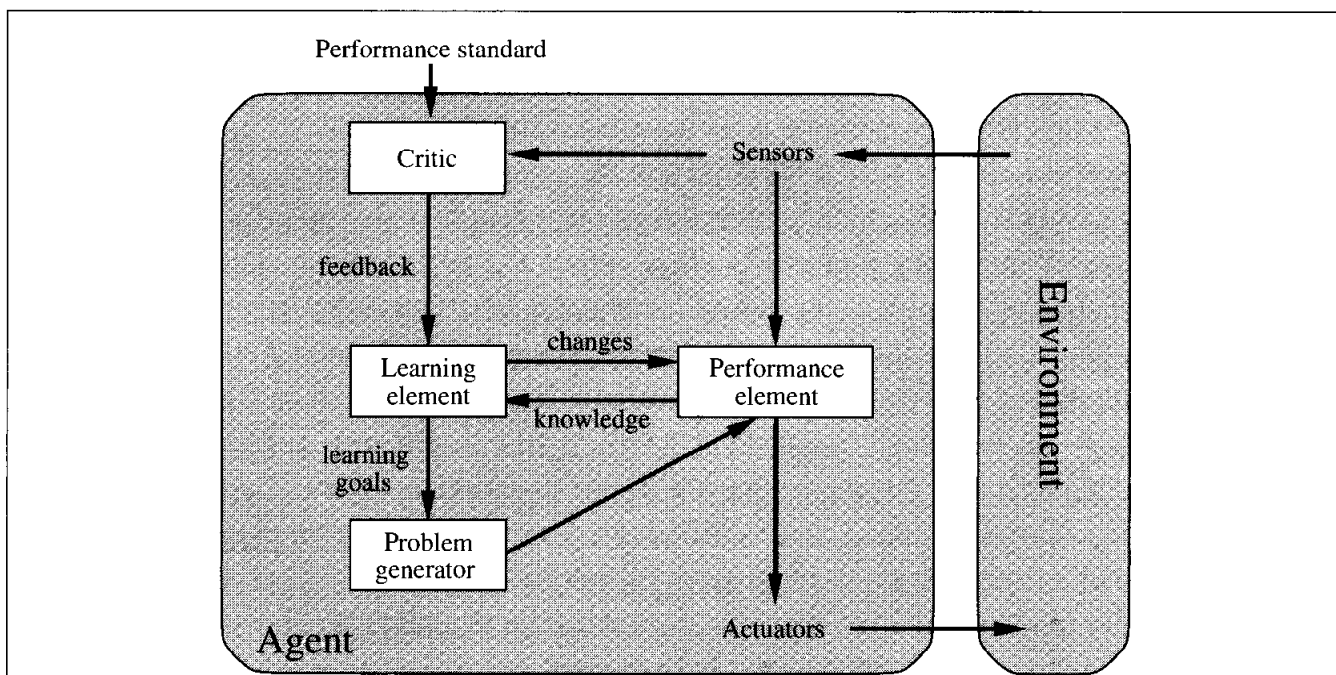 Performance standard
Critic
Sensors
feedback
changes
Learning
element
Performance
element
knowledge
learning
goals
Problem
generator
Agent
Actuators
Environment